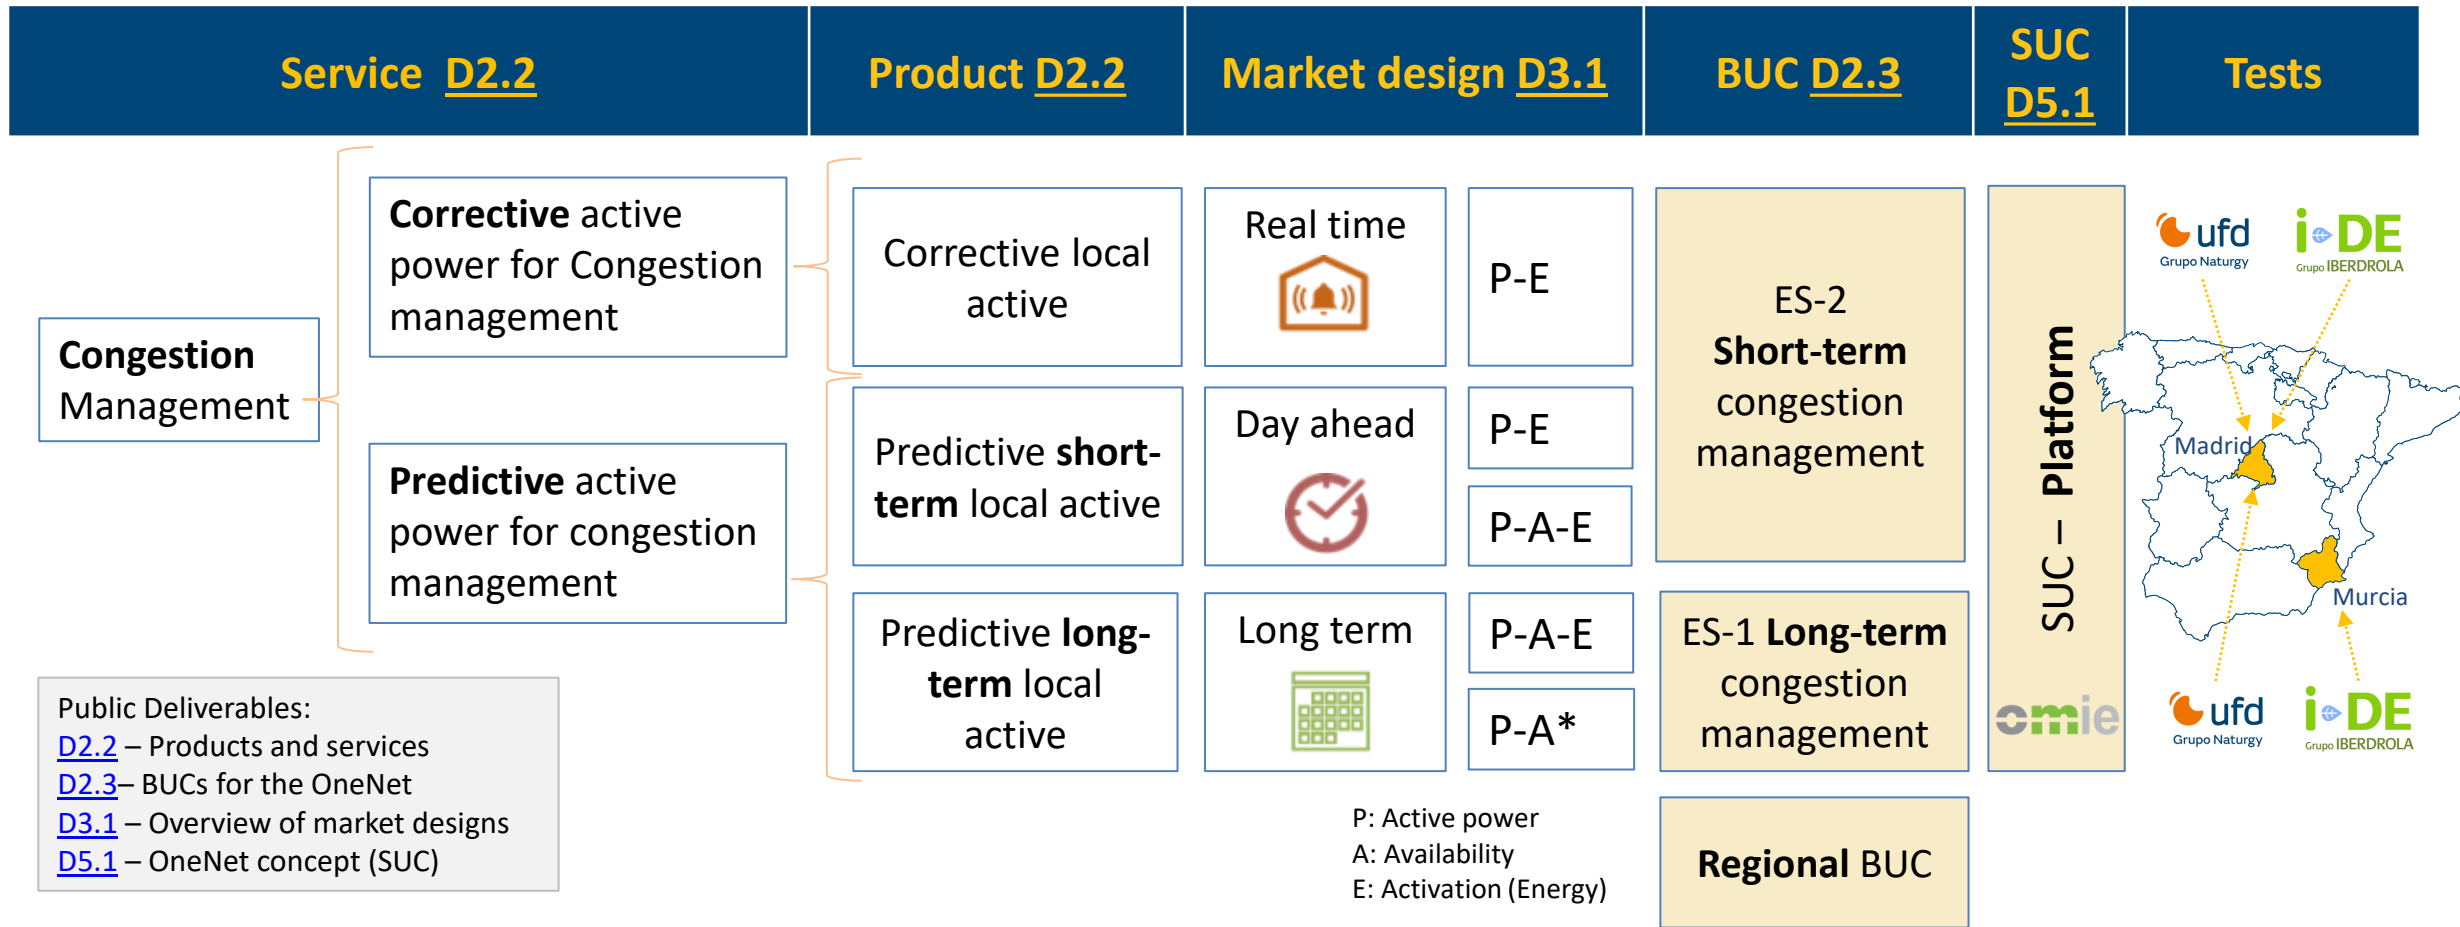 Service D2.2
Product D2.2
Market design D3.1
BUC D2.3
SUC
D5.1
Tests
Congestion
Management
Corrective active
power for Congestion
management
Predictive active
power for congestion
management
Corrective local
active
Predictive short-
term local active
Predictive long-
term local
active
Real time
Day ahead
Long term
P-E
P-E
P-A-E
P-A-E
P-A*
ES-2
Short-term
congestion
management
ES-1 Long-term
congestion
management
Regional BUC
SUC – Platform
omie
ufd
Grupo Naturgy
i-DE
Grupo IBERDROLA
Madrid
Murcia
ufd
Grupo Naturgy
i-DE
Grupo IBERDROLA
Public Deliverables:
D2.2 – Products and services
D2.3– BUCs for the OneNet
D3.1 – Overview of market designs
D5.1 – OneNet concept (SUC)
P: Active power
A: Availability
E: Activation (Energy)